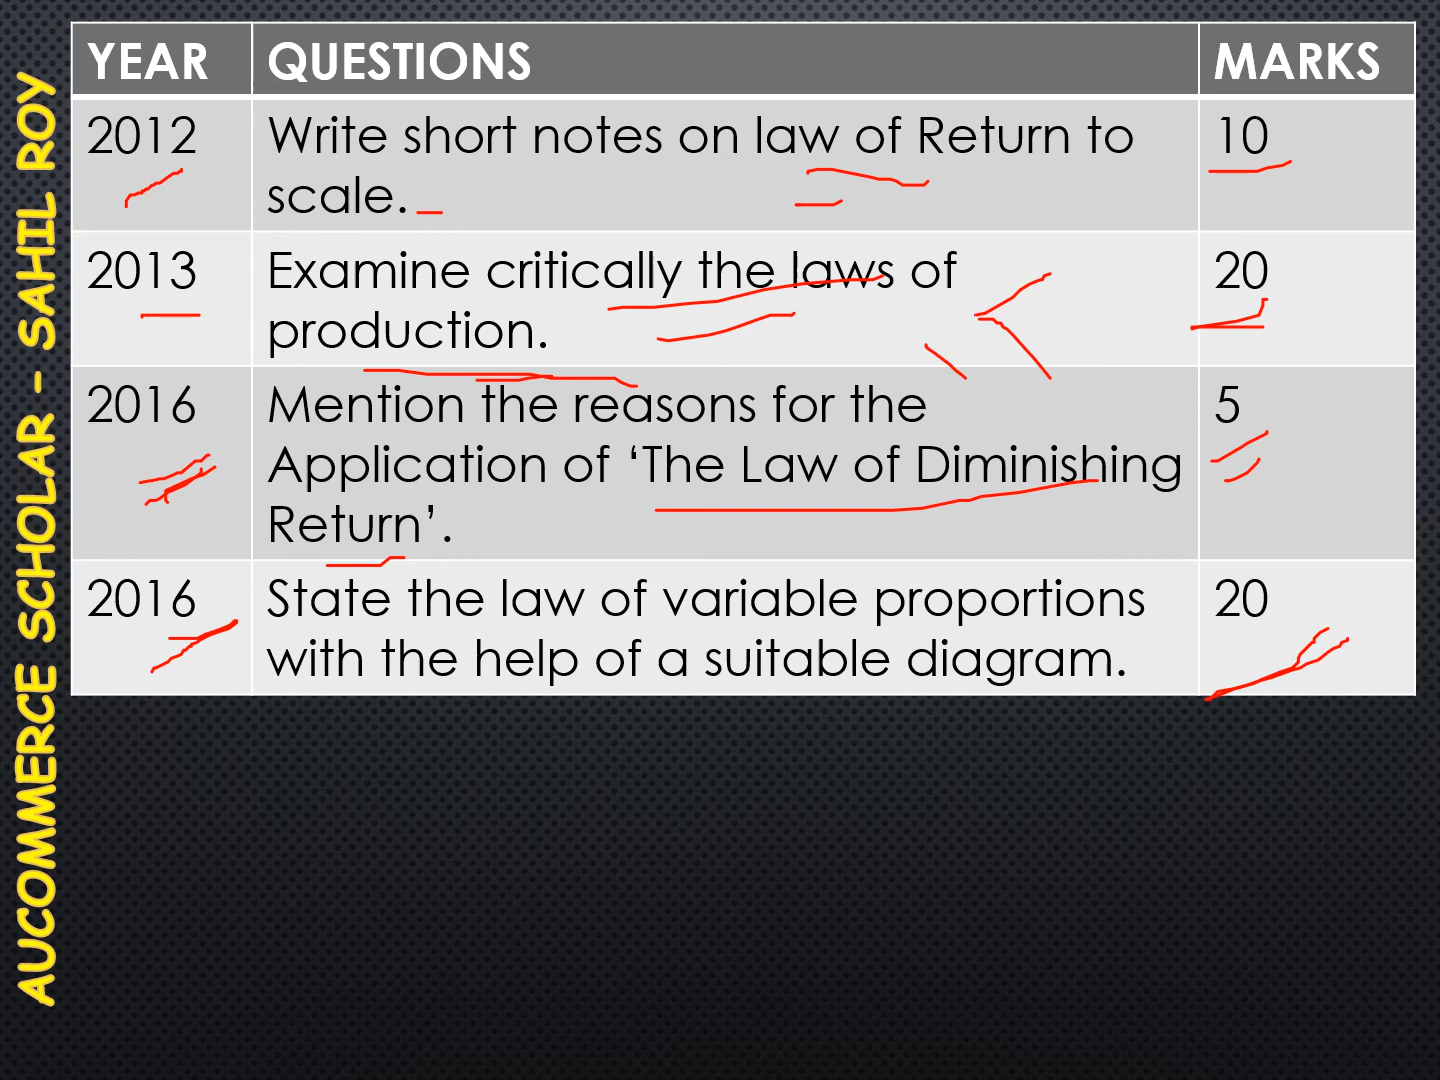 YEAR QUESTIONS MARKS
2012 Write short notes on law of Return to 10
scale.
2013 Examine critically the laws of 20
production.
2016 Mention the reasons for the 5
Application of ‘The Law of Diminishing
Return’.
2016 State the law of variable proportions 20
with the help of a suitable diagram.
AUCOMMERCE SCHOLAR – SAHIL ROY